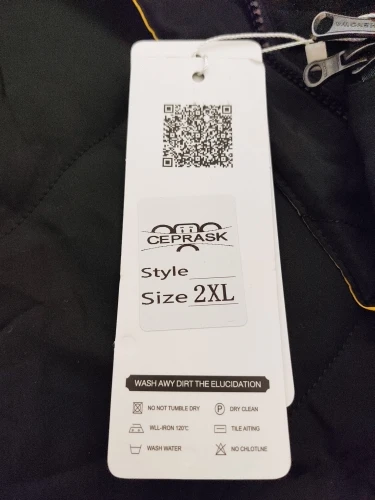 CEPRASK
Style
Size 2XL
WASH AWY DIRT THE ELUCIDATION
NO NOT TUMBLE DRY
P DRY CLEAN
WLL-IRON 120℃
TILE AITING
WASH WATER
NO CHLOTLNE